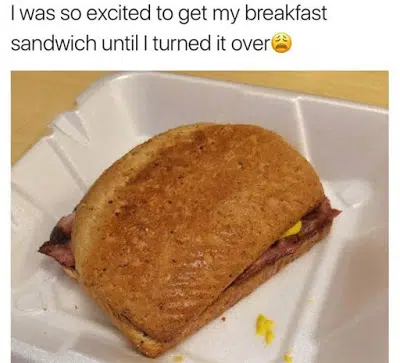 I was so excited to get my breakfast
sandwich until I turned it over😩